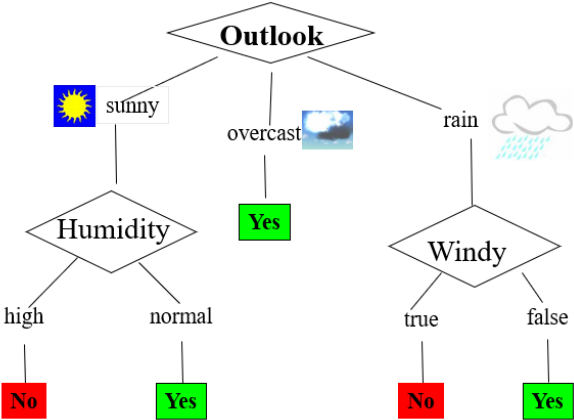 Outlook
sunny
overcast
rain
Yes
Humidity
Windy
high
normal
true
false
No
Yes
No
Yes